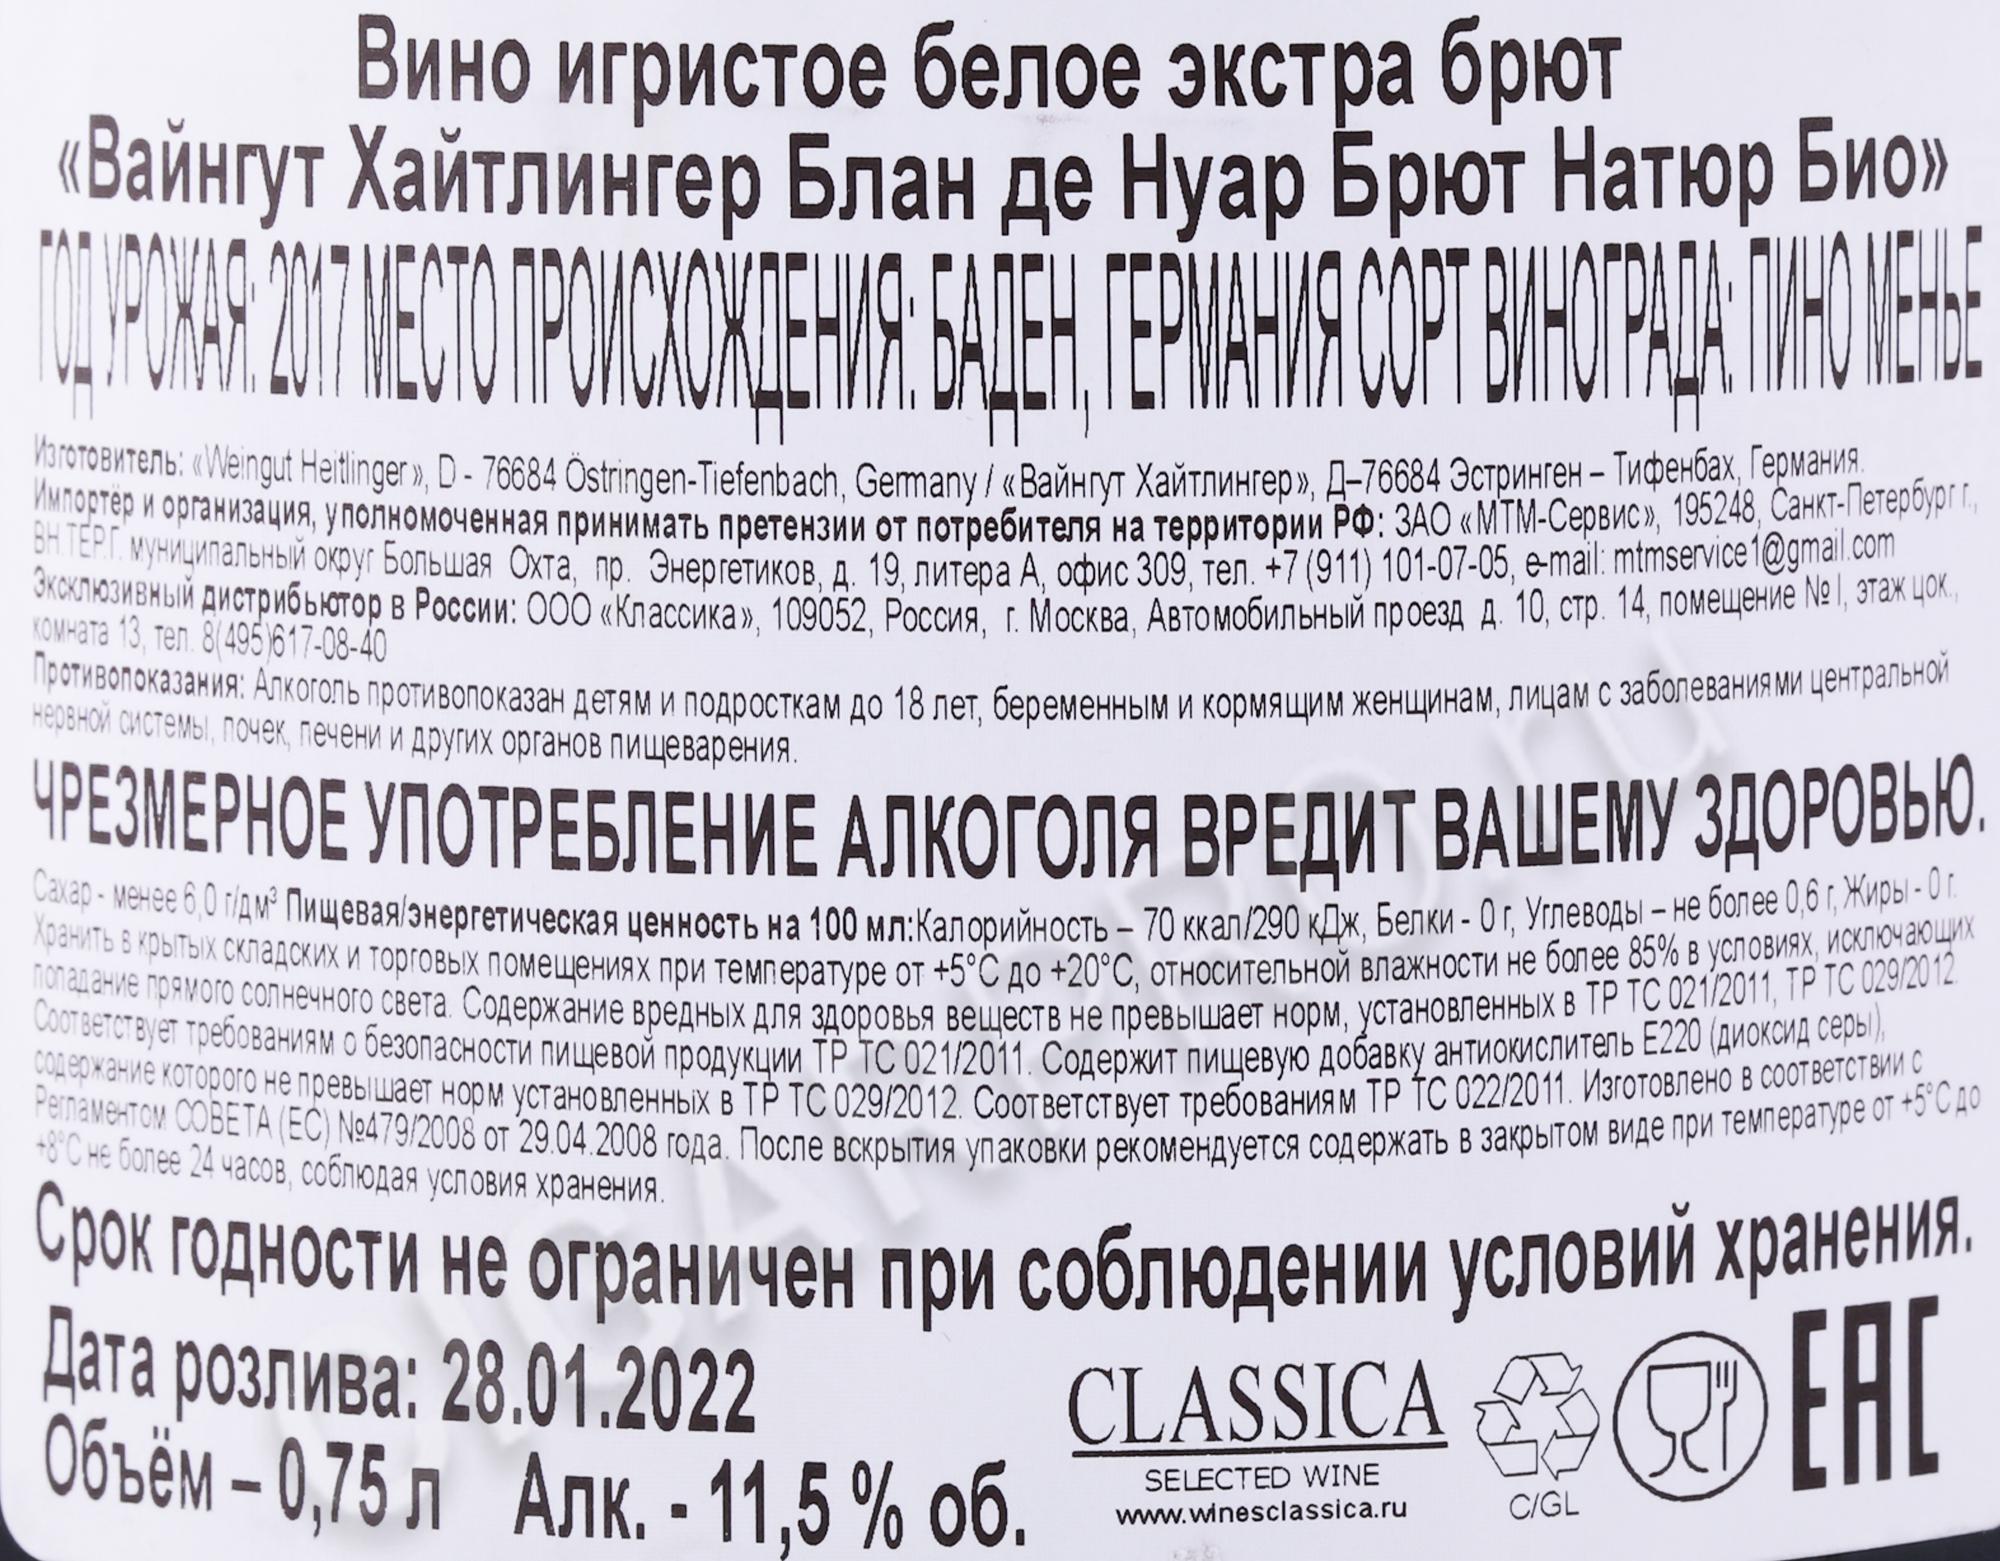 Вино игристое белое экстра брют
«Вайнгут Хайтлингер Блан де Нуар Брют Натюр Био»
ГОД УРОЖАЯ: 2017 МЕСТО ПРОИСХОЖДЕНИЯ: БАДЕН, ГЕРМАНИЯ СОРТ ВИНОГРАДА: ПИНО МЕНЬЕ
Изготовитель: «Weingut Heitlinger», D - 76684 Östringen-Tiefenbach, Germany / «Вайнгут Хайтлингер», Д–76684 Эстринген – Тифенбах, Германия.
Импортёр и организация, уполномоченная принимать претензии от потребителя на территории РФ: ЗАО «МТМ-Сервис», 195248, Санкт-Петербург г.,
ВН.ТЕР.Г. муниципальный округ Большая Охта, пр. Энергетиков, д. 19, литера А, офис 309, тел. +7 (911) 101-07-05, e-mail: mtmservice1@gmail.com
Эксклюзивный дистрибьютор в России: ООО «Классика», 109052, Россия, г. Москва, Автомобильный проезд д. 10, стр. 14, помещение № I, этаж цок.,
комната 13, тел. 8(495)617-08-40
Противопоказания: Алкоголь противопоказан детям и подросткам до 18 лет, беременным и кормящим женщинам, лицам с заболеваниями центральной
нервной системы, почек, печени и других органов пищеварения.
ЧРЕЗМЕРНОЕ УПОТРЕБЛЕНИЕ АЛКОГОЛЯ ВРЕДИТ ВАШЕМУ ЗДОРОВЬЮ.
Сахар - менее 6,0 г/дм³ Пищевая/энергетическая ценность на 100 мл:Калорийность – 70 ккал/290 кДж, Белки - 0 г, Углеводы – не более 0,6 г, Жиры - 0 г.
Хранить в крытых складских и торговых помещениях при температуре от +5°С до +20°С, относительной влажности не более 85% в условиях, исключающих
попадание прямого солнечного света. Содержание вредных для здоровья веществ не превышает норм, установленных в ТР ТС 021/2011, ТР ТС 029/2012.
Соответствует требованиям о безопасности пищевой продукции ТР ТС 021/2011. Содержит пищевую добавку антиокислитель Е220 (диоксид серы),
содержание которого не превышает норм установленных в ТР ТС 029/2012. Соответствует требованиям ТР ТС 022/2011. Изготовлено в соответствии с
Регламентом СОВЕТА (ЕС) №479/2008 от 29.04.2008 года. После вскрытия упаковки рекомендуется содержать в закрытом виде при температуре от +5°С до
+8°С не более 24 часов, соблюдая условия хранения.
Срок годности не ограничен при соблюдении условий хранения.
Дата розлива: 28.01.2022
Объём – 0,75 л Алк. - 11,5 % об.
CLASSICA
SELECTED WINE
www.winesclassica.ru
C/GL
EAC
CIGARPRO.ru